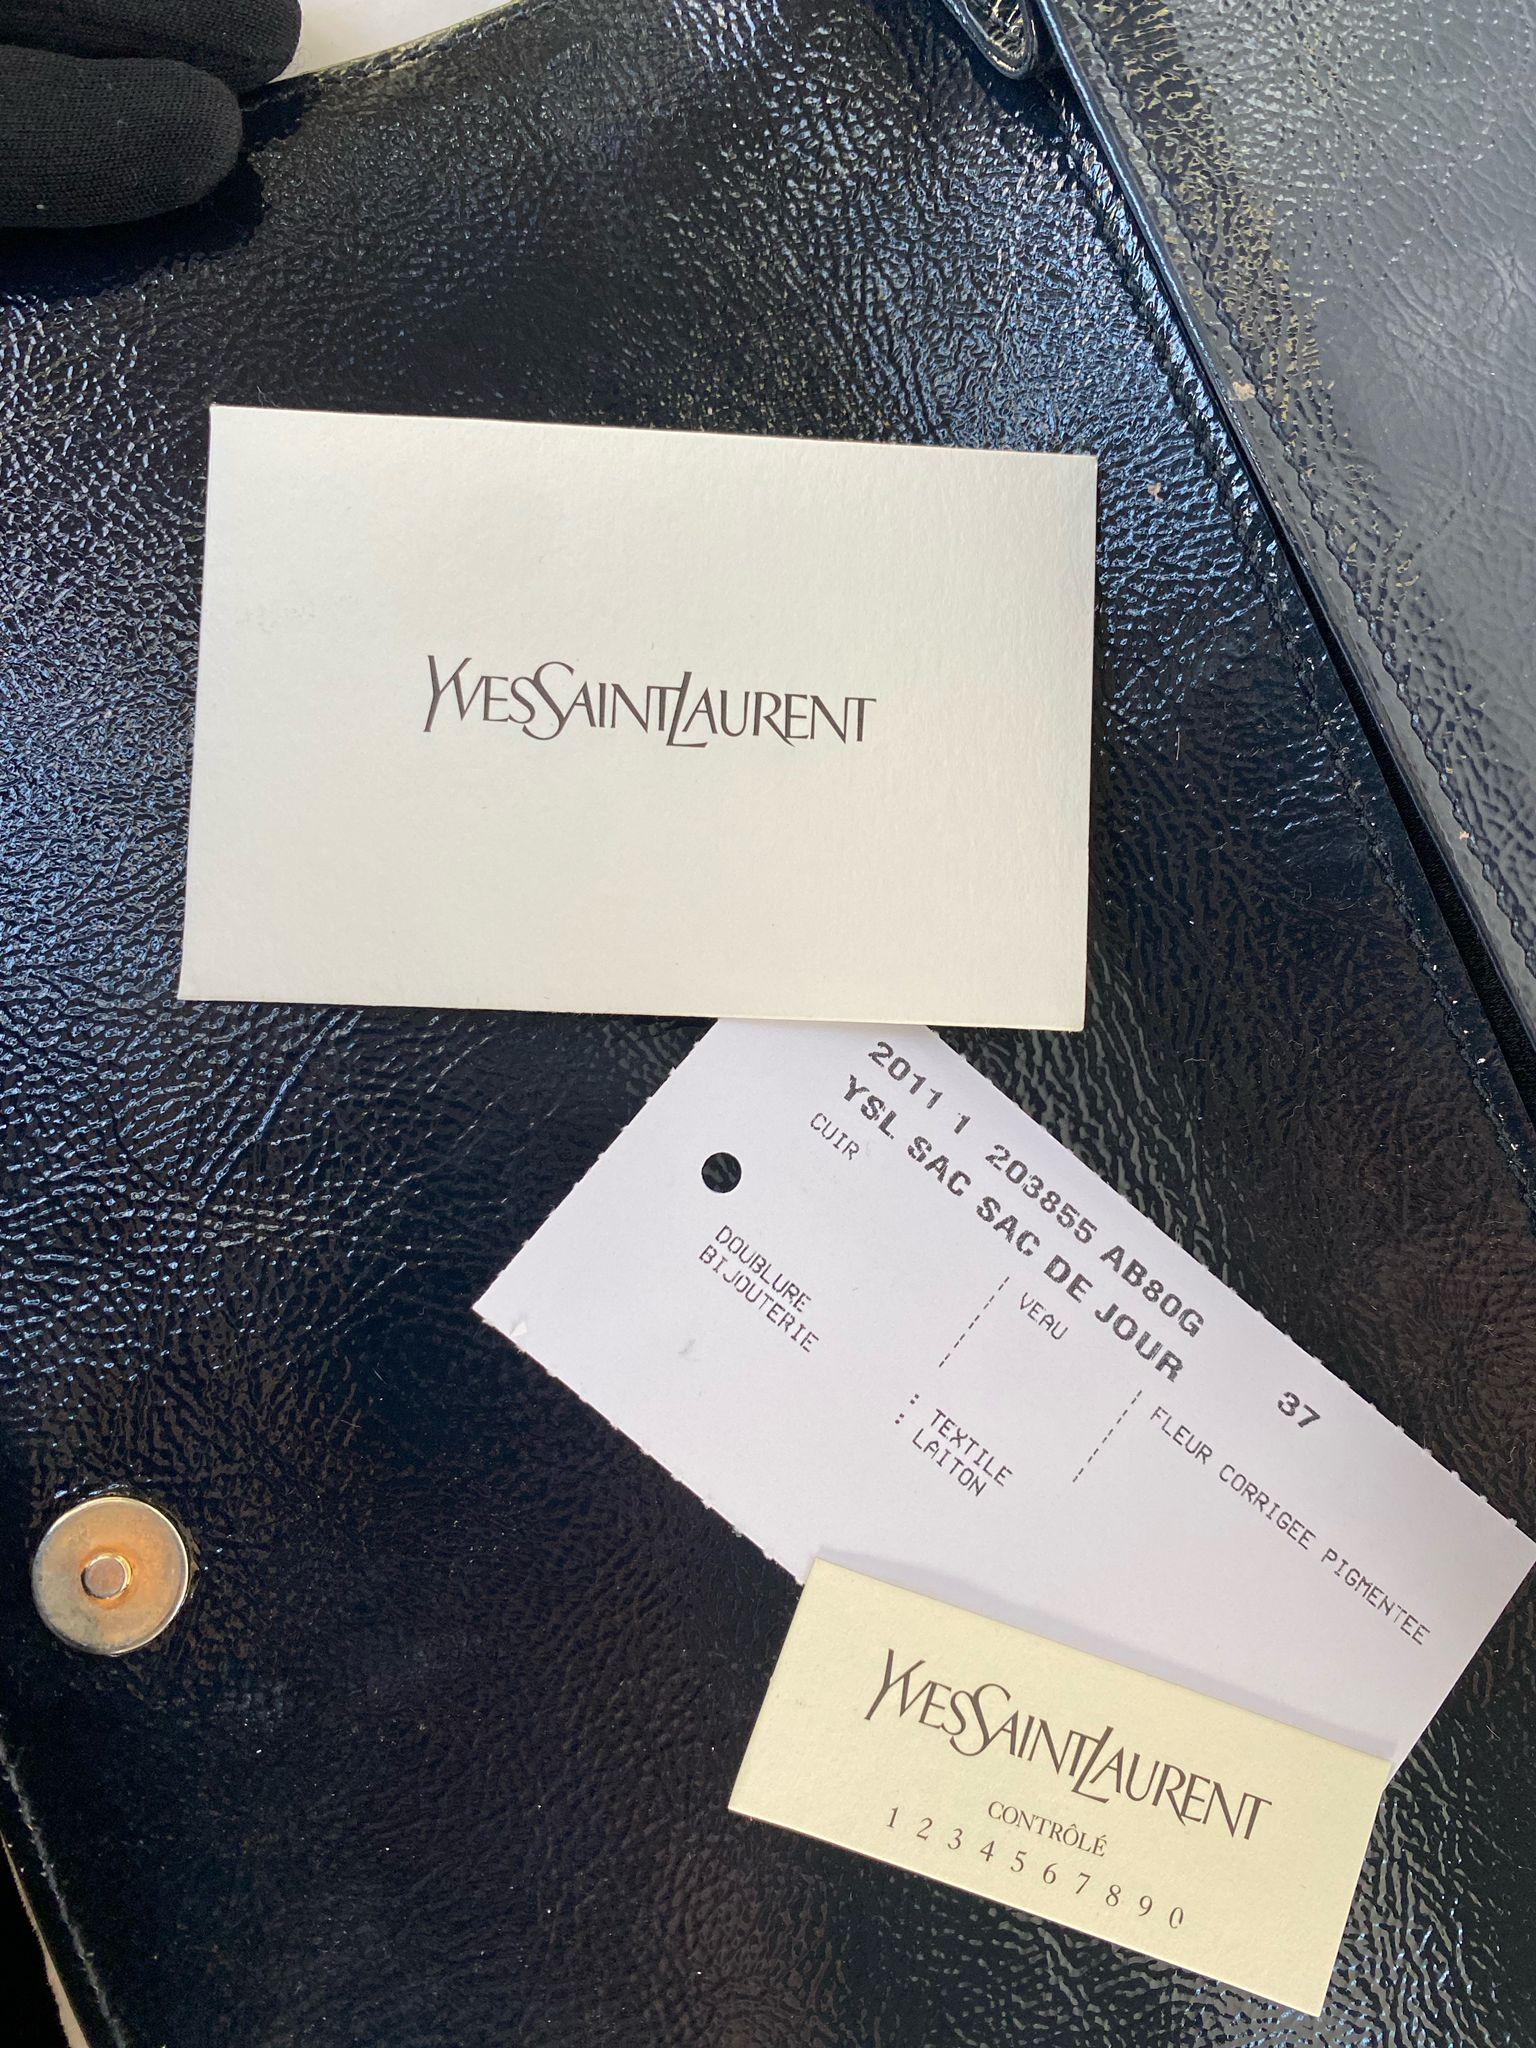 YVESSAINTLAURENT
2011 1 203855 AB80G 37
YSL SAC SAC DE JOUR
CUIR VEAU FLEUR CORRIGEE PIGMENTEE
DOUBLURE : TEXTILE
BIJOUTERIE : LAITON
YVESSAINTLAURENT
CONTRÔLÉ
1 2 3 4 5 6 7 8 9 0